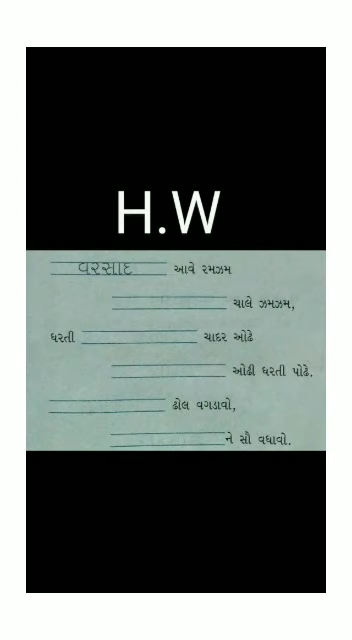 H.W
વરસાદ આવે રમઝમ
ચાલે ઝમઝમ,
ધરતી ચાદર ઓઢે
ઓઢી ધરતી પોઢે.
ઢોલ વગડાવો,
ને સૌ વધાવો.